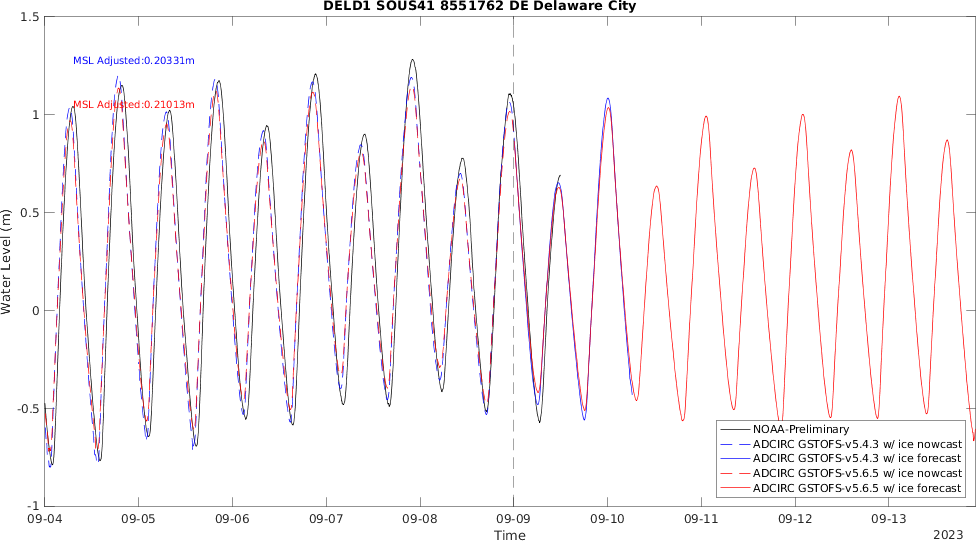 DELD1 SOUS41 8551762 DE Delaware City
1.5
MSL Adjusted:0.20331m
MSL Adjusted:0.21013m
1
0.5
Water Level (m)
0
-0.5
-1
NOAA-Preliminary
ADCIRC GSTOFS-v5.4.3 w/ ice nowcast
ADCIRC GSTOFS-v5.4.3 w/ ice forecast
ADCIRC GSTOFS-v5.6.5 w/ ice nowcast
ADCIRC GSTOFS-v5.6.5 w/ ice forecast
09-04 09-05 09-06 09-07 09-08 09-09 09-10 09-11 09-12 09-13
Time
2023